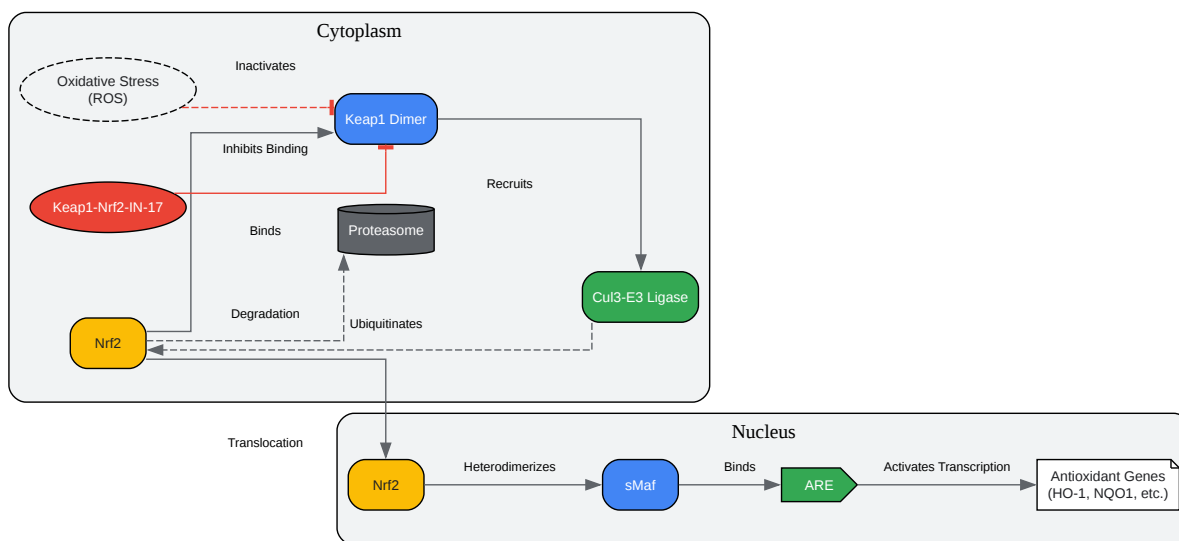 Cytoplasm
Inactivates
Oxidative Stress
(ROS)
Keap1 Dimer
Inhibits Binding
Recruits
Keap1-Nrf2-IN-17
Binds
Proteasome
Cul3-E3 Ligase
Degradation
Ubiquitinates
Nrf2
Translocation
Nucleus
Nrf2
Heterodimerizes
sMaf
Binds
ARE
Activates Transcription
Antioxidant Genes
(HO-1, NQO1, etc.)